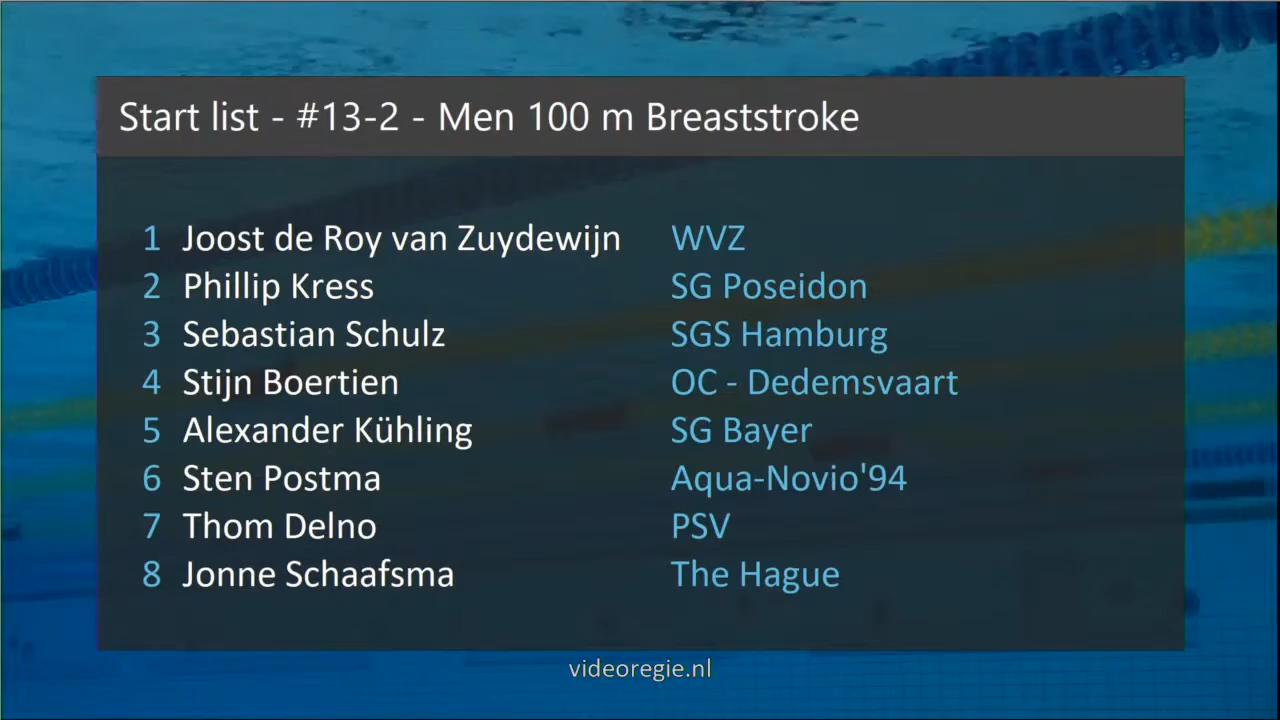 Start list - #13-2 - Men 100 m Breaststroke
1 Joost de Roy van Zuydewijn WVZ
2 Phillip Kress SG Poseidon
3 Sebastian Schulz SGS Hamburg
4 Stijn Boertien OC - Dedemsvaart
5 Alexander Kühling SG Bayer
6 Sten Postma Aqua-Novio'94
7 Thom Delno PSV
8 Jonne Schaafsma The Hague
videoregie.nl